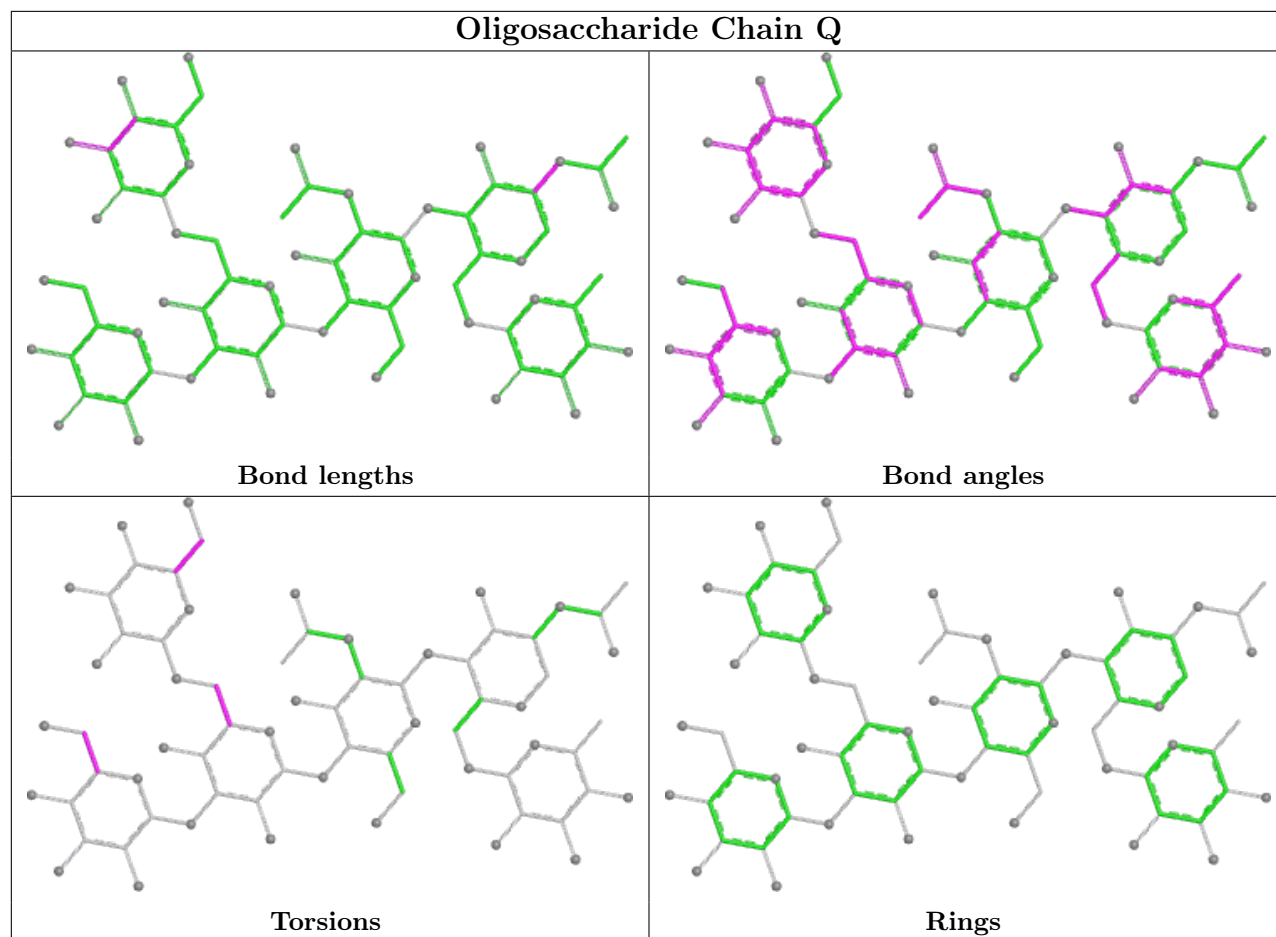 Oligosaccharide Chain Q
Bond lengths
Bond angles
Torsions
Rings